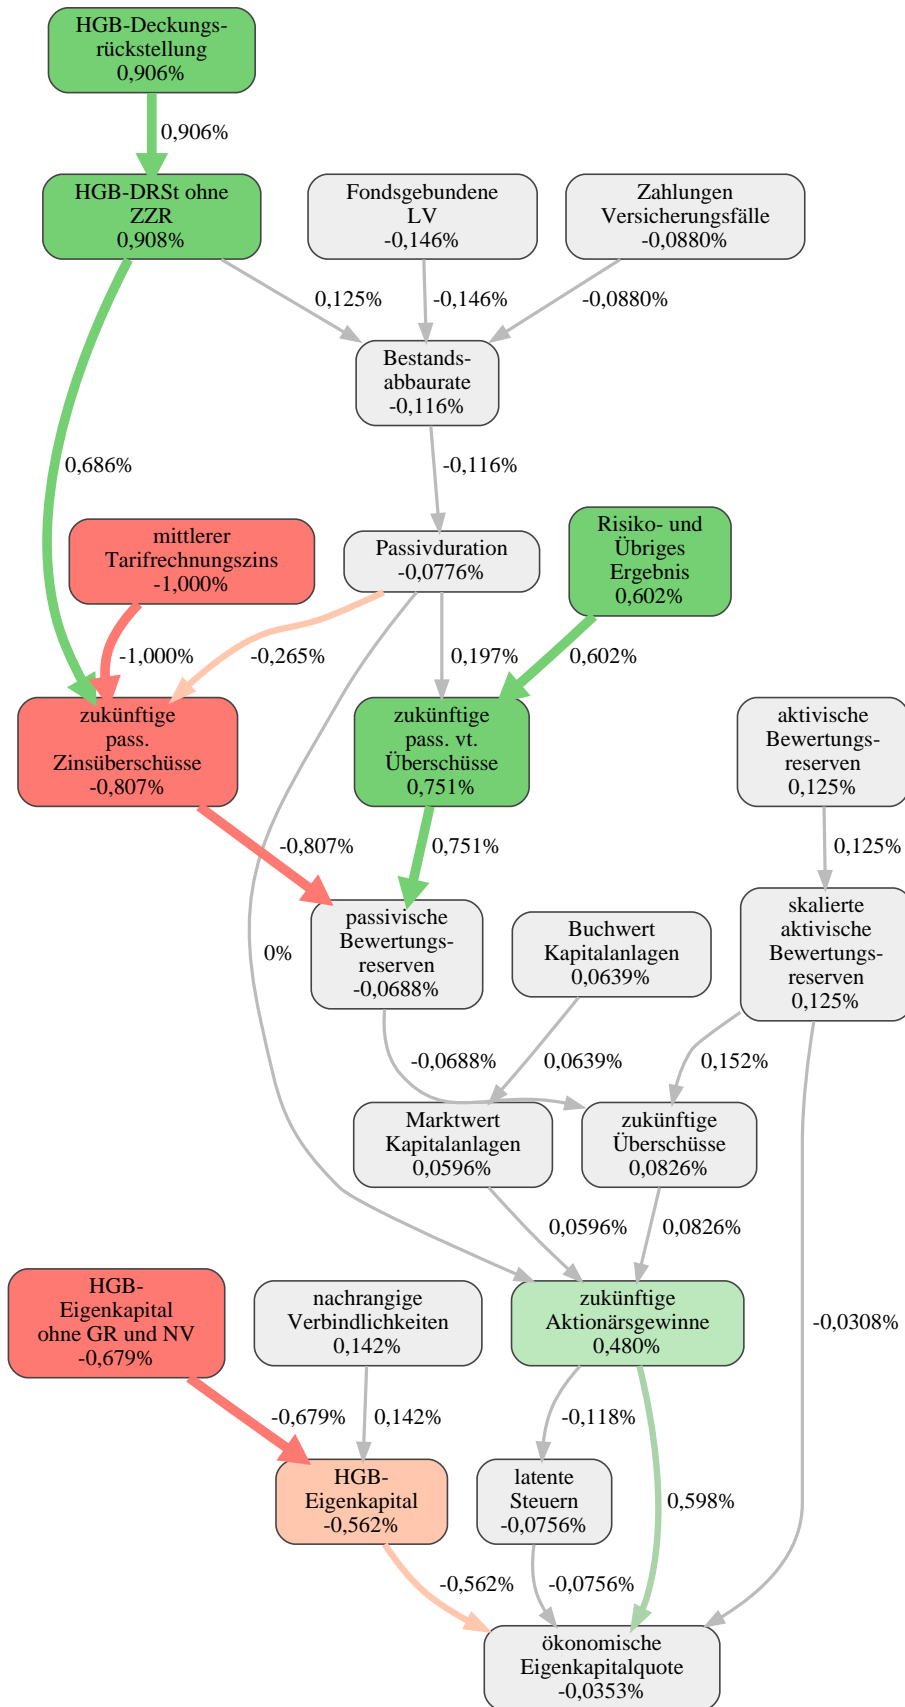 HGB-Deckungs-
rückstellung
0,906%
0,906%
HGB-DRSt ohne
ZZR
0,908%
Fondsgebundene
LV
-0,146%
Zahlungen
Versicherungsfälle
-0,0880%
0,125%
-0,146%
-0,0880%
Bestands-
abbaurate
-0,116%
0,686%
-0,116%
mittlerer
Tarifrechnungszins
-1,000%
Passivduration
-0,0776%
Risiko- und
Übriges
Ergebnis
0,602%
-1,000%
-0,265%
0,197%
0,602%
zukünftige
pass.
Zinsüberschüsse
-0,807%
zukünftige
pass. vt.
Überschüsse
0,751%
aktivische
Bewertungs-
reserven
0,125%
-0,807%
0,751%
0,125%
0%
passivische
Bewertungs-
reserven
-0,0688%
Buchwert
Kapitalanlagen
0,0639%
skalierte
aktivische
Bewertungs-
reserven
0,125%
-0,0688%
0,0639%
0,152%
Marktwert
Kapitalanlagen
0,0596%
zukünftige
Überschüsse
0,0826%
0,0596%
0,0826%
HGB-
Eigenkapital
ohne GR und NV
-0,679%
nachrangige
Verbindlichkeiten
0,142%
zukünftige
Aktionärsgewinne
0,480%
-0,0308%
-0,679%
0,142%
-0,118%
HGB-
Eigenkapital
-0,562%
latente
Steuern
-0,0756%
0,598%
-0,562%
-0,0756%
ökonomische
Eigenkapitalquote
-0,0353%